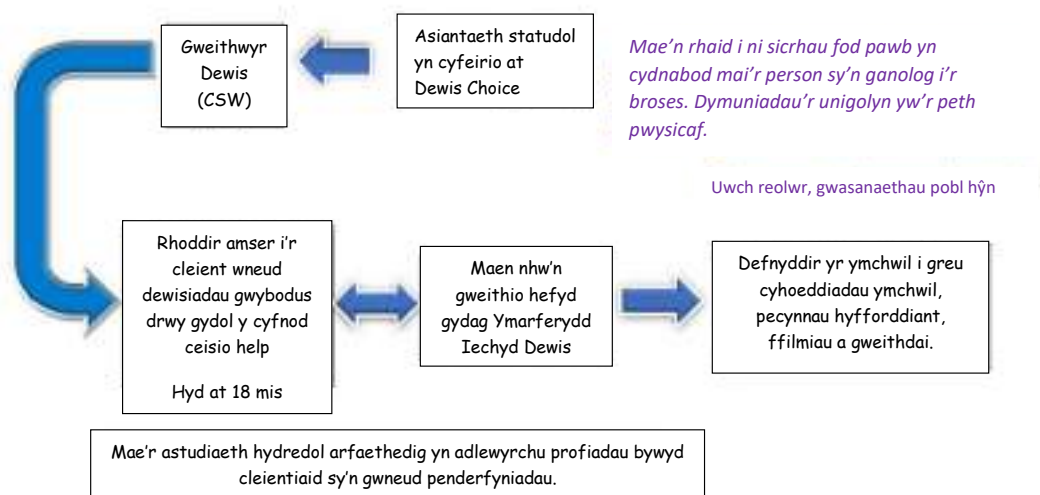 Gweithwyr
Dewis
(CSW)
Asiantaeth statudol
yn cyfeirio at
Dewis Choice
Mae'n rhaid i ni sicrhau fod pawb yn
cydnabod mai'r person sy'n ganolog i'r
broses. Dymuniadau'r unigolyn yw'r peth
pwysicaf.
Uwch reolwr, gwasanaethau pobl hŷn
Rhoddir amser i'r
cleient wneud
dewisiadau gwybodus
drwy gydol y cyfnod
ceisio help
Hyd at 18 mis
Maen nhw'n
gweithio hefyd
gydag Ymarferydd
Iechyd Dewis
Defnyddir yr ymchwil i greu
cyhoeddiadau ymchwil,
pecynnau hyfforddiant,
ffilmiau a gweithdai.
Mae'r astudiaeth hydredol arfaethedig yn adlewyrchu profiadau bywyd
cleientiaid sy'n gwneud penderfyniadau.